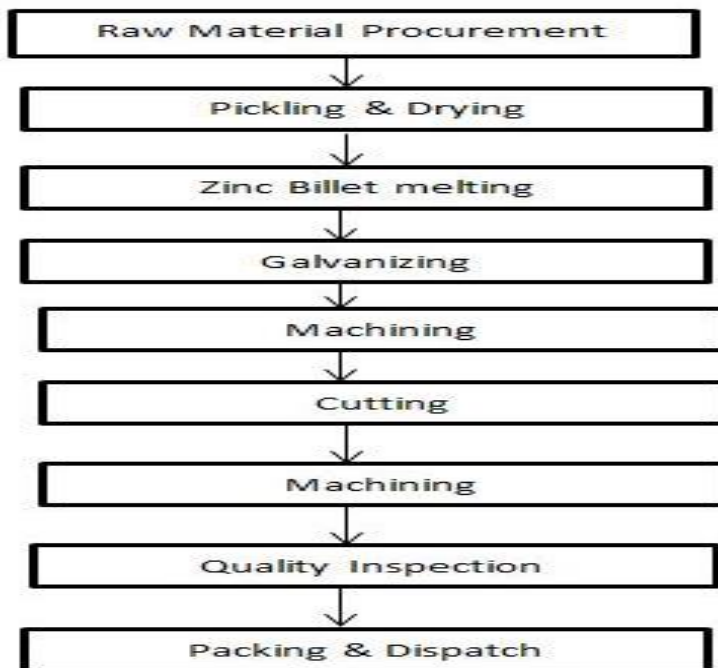 Raw Material Procurement
Pickling & Drying
Zinc Billet melting
Galvanizing
Machining
Cutting
Machining
Quality Inspection
Packing & Dispatch